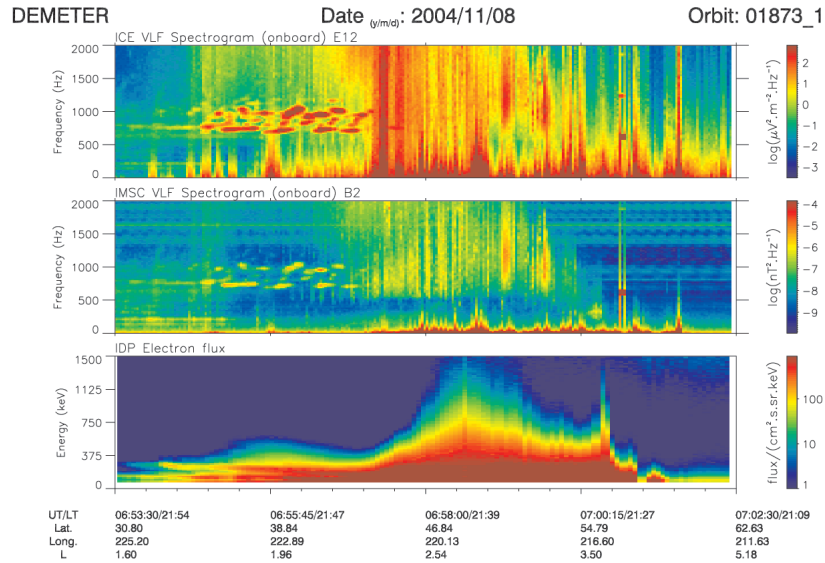 DEMETER Date (y/m/d): 2004/11/08 Orbit: 01873_1
ICE VLF Spectrogram (onboard) E12
2000
1500
1000
500
0
Frequency (Hz)
2
1
0
−1
−2
−3
log(μV².m⁻².Hz⁻¹)
IMSC VLF Spectrogram (onboard) B2
2000
1500
1000
500
0
Frequency (Hz)
−4
−5
−6
−7
−8
−9
log(nT².Hz⁻¹)
IDP Electron flux
1500
1125
750
375
0
Energy (keV)
100
10
1
flux/(cm².s.sr.keV)
UT/LT 06:53:30/21:54 06:55:45/21:47 06:58:00/21:39 07:00:15/21:27 07:02:30/21:09
Lat. 30.80 38.84 46.84 54.79 62.63
Long. 225.20 222.89 220.13 216.60 211.63
L 1.60 1.96 2.54 3.50 5.18